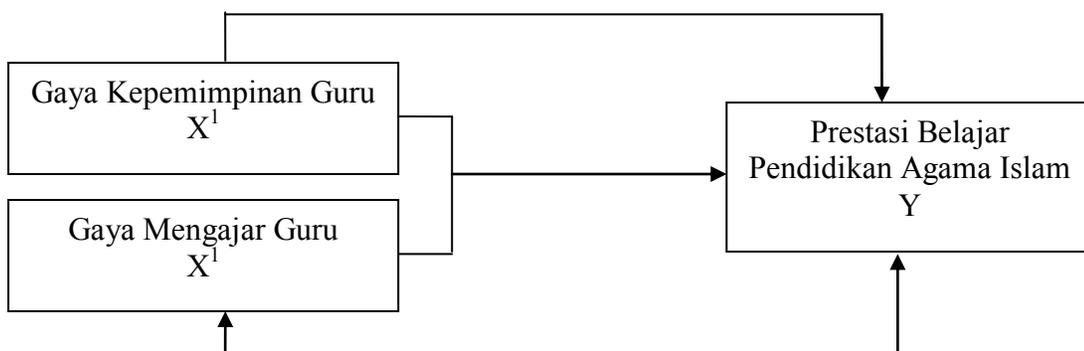 Gaya Kepemimpinan Guru
X¹
Gaya Mengajar Guru
X¹
Prestasi Belajar
Pendidikan Agama Islam
Y